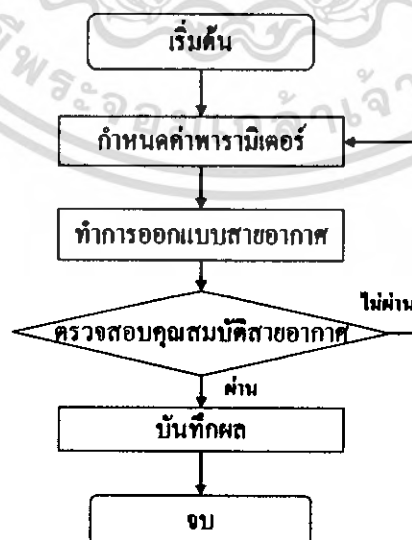 เริ่มต้น
กำหนดค่าพารามิเตอร์
ทำการออกแบบสายอากาศ
ไม่ผ่าน
ตรวจสอบคุณสมบัติสายอากาศ
ผ่าน
บันทึกผล
จบ